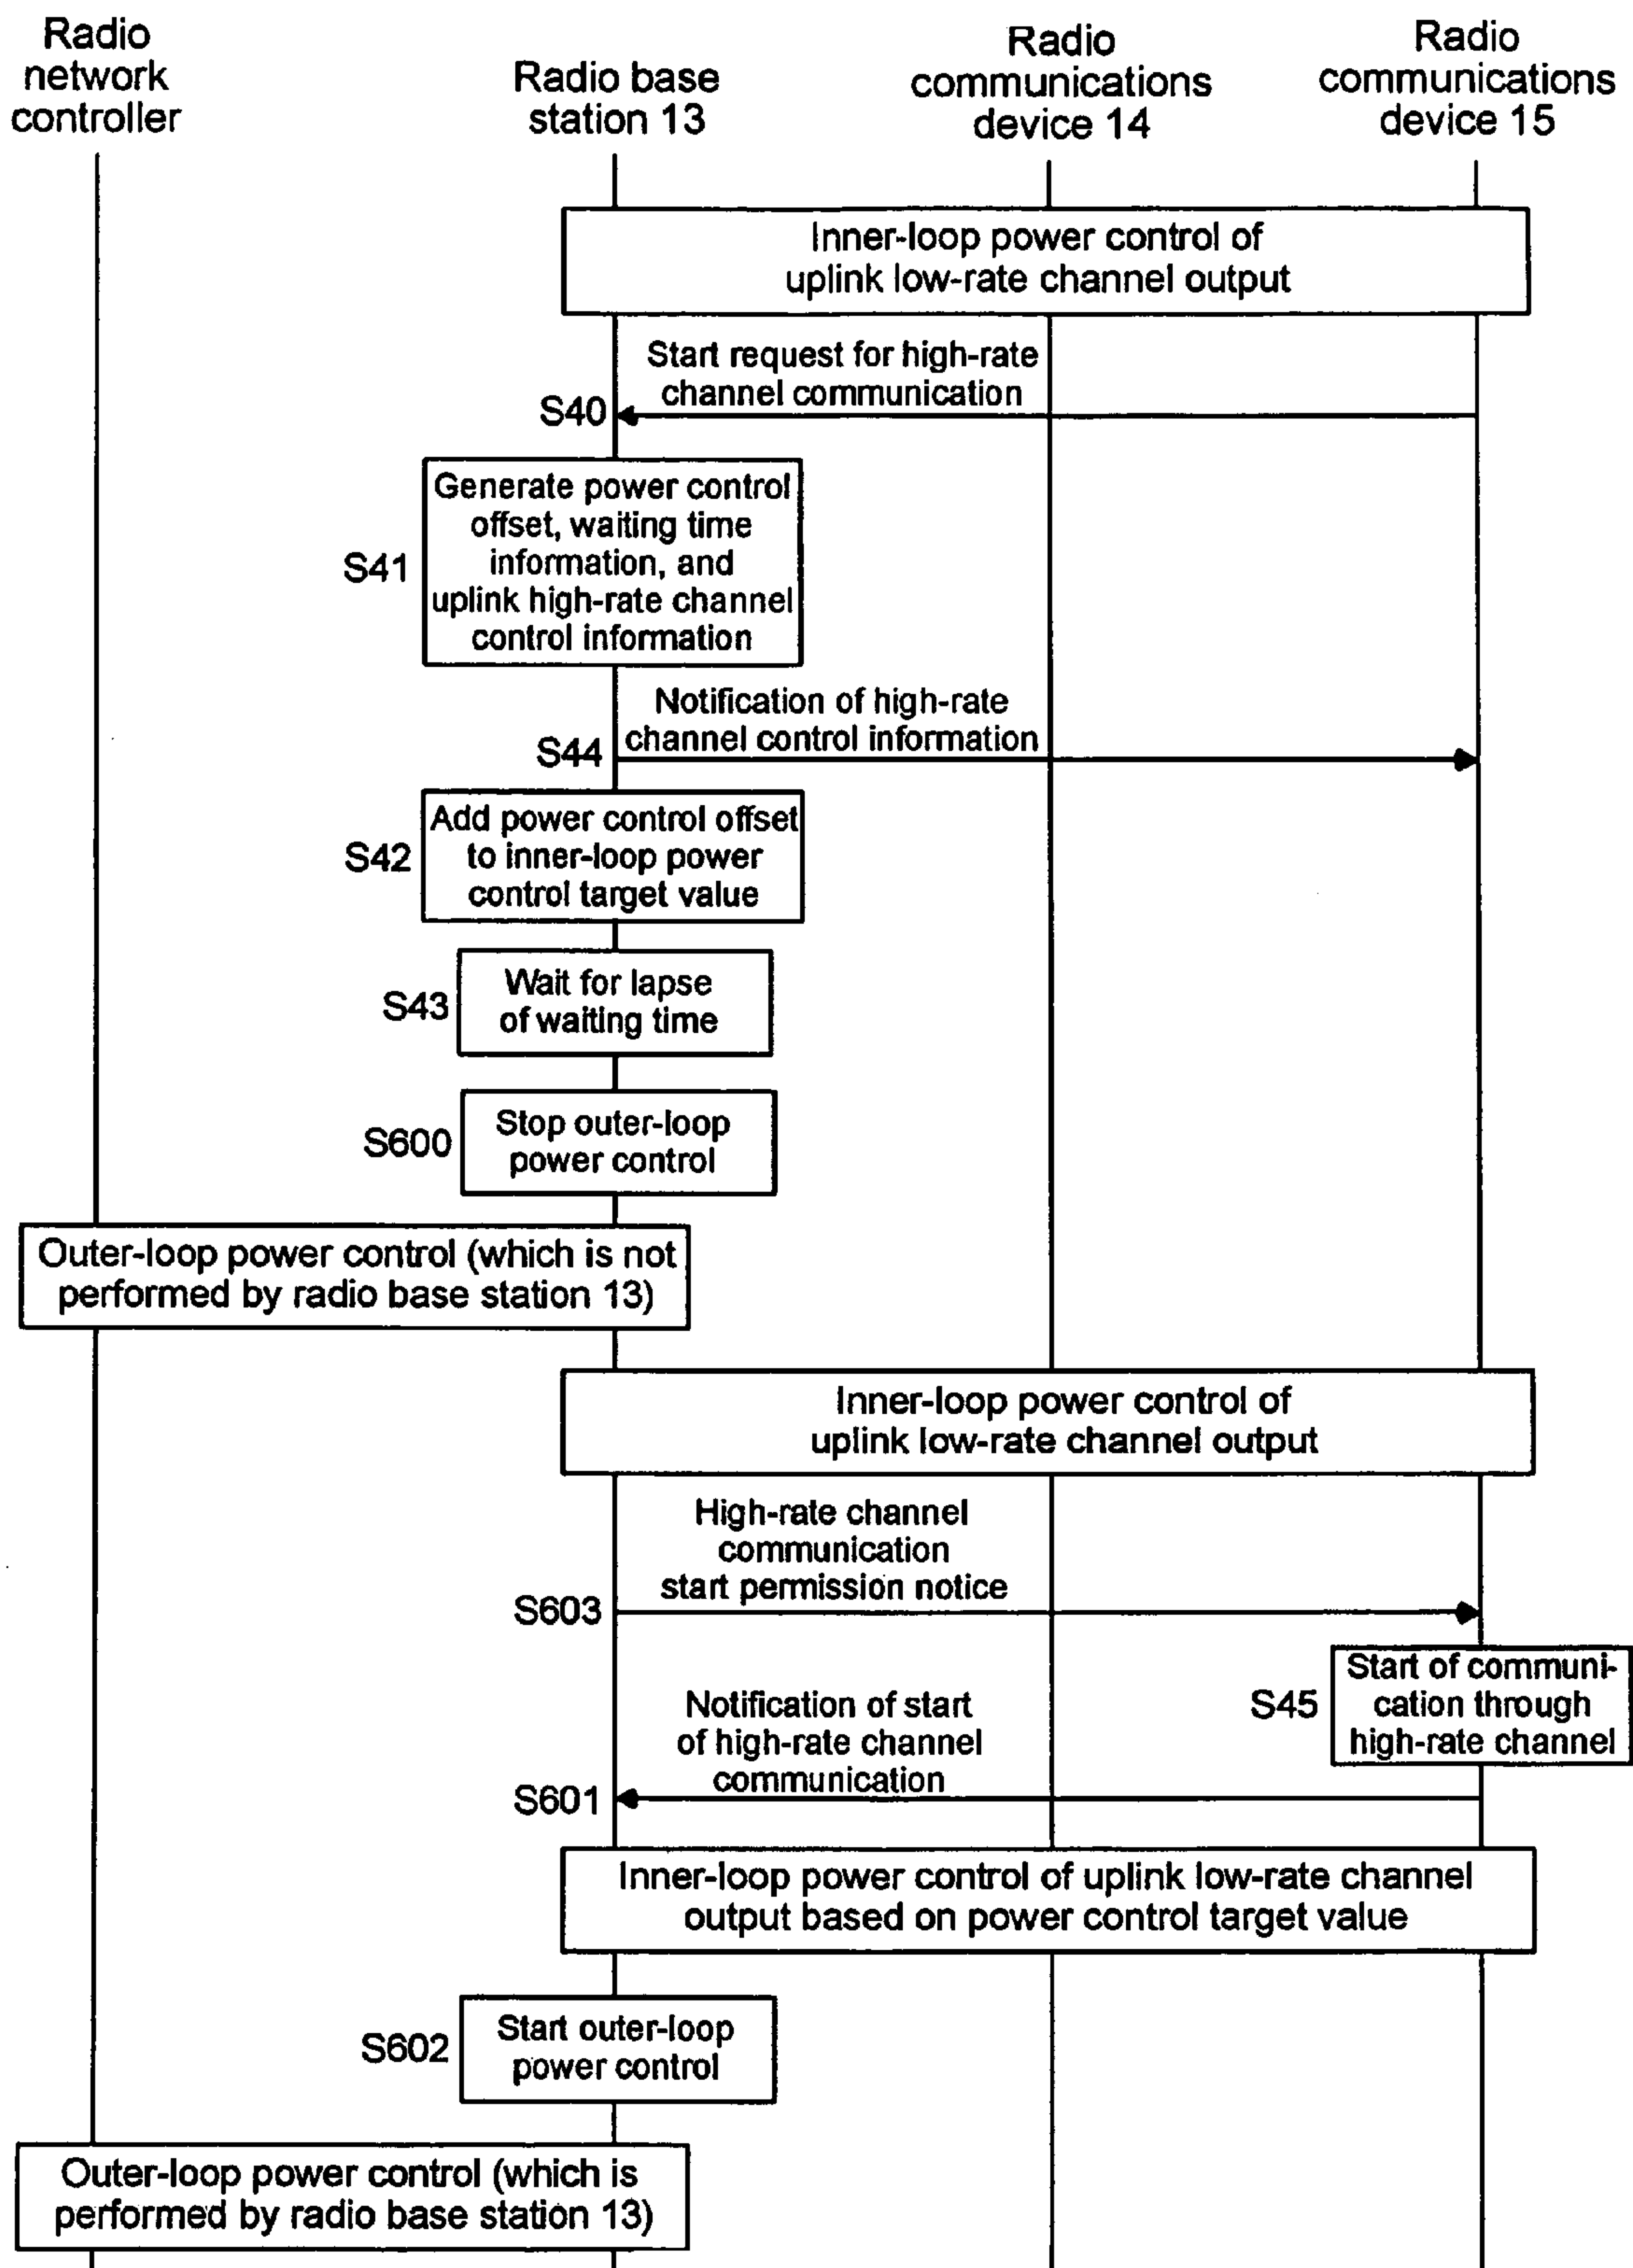 Radio
network
controller
Radio base
station 13
Radio
communications
device 14
Radio
communications
device 15
Inner-loop power control of
uplink low-rate channel output
Start request for high-rate
channel communication
S40
Generate power control
offset, waiting time
information, and
uplink high-rate channel
control information
S41
Notification of high-rate
channel control information
S44
Add power control offset
to inner-loop power
control target value
S42
Wait for lapse
of waiting time
S43
Stop outer-loop
power control
S600
Outer-loop power control (which is not
performed by radio base station 13)
Inner-loop power control of
uplink low-rate channel output
High-rate channel
communication
start permission notice
S603
Start of communi-
cation through
high-rate channel
S45
Notification of start
of high-rate channel
communication
S601
Inner-loop power control of uplink low-rate channel
output based on power control target value
Start outer-loop
power control
S602
Outer-loop power control (which is
performed by radio base station 13)